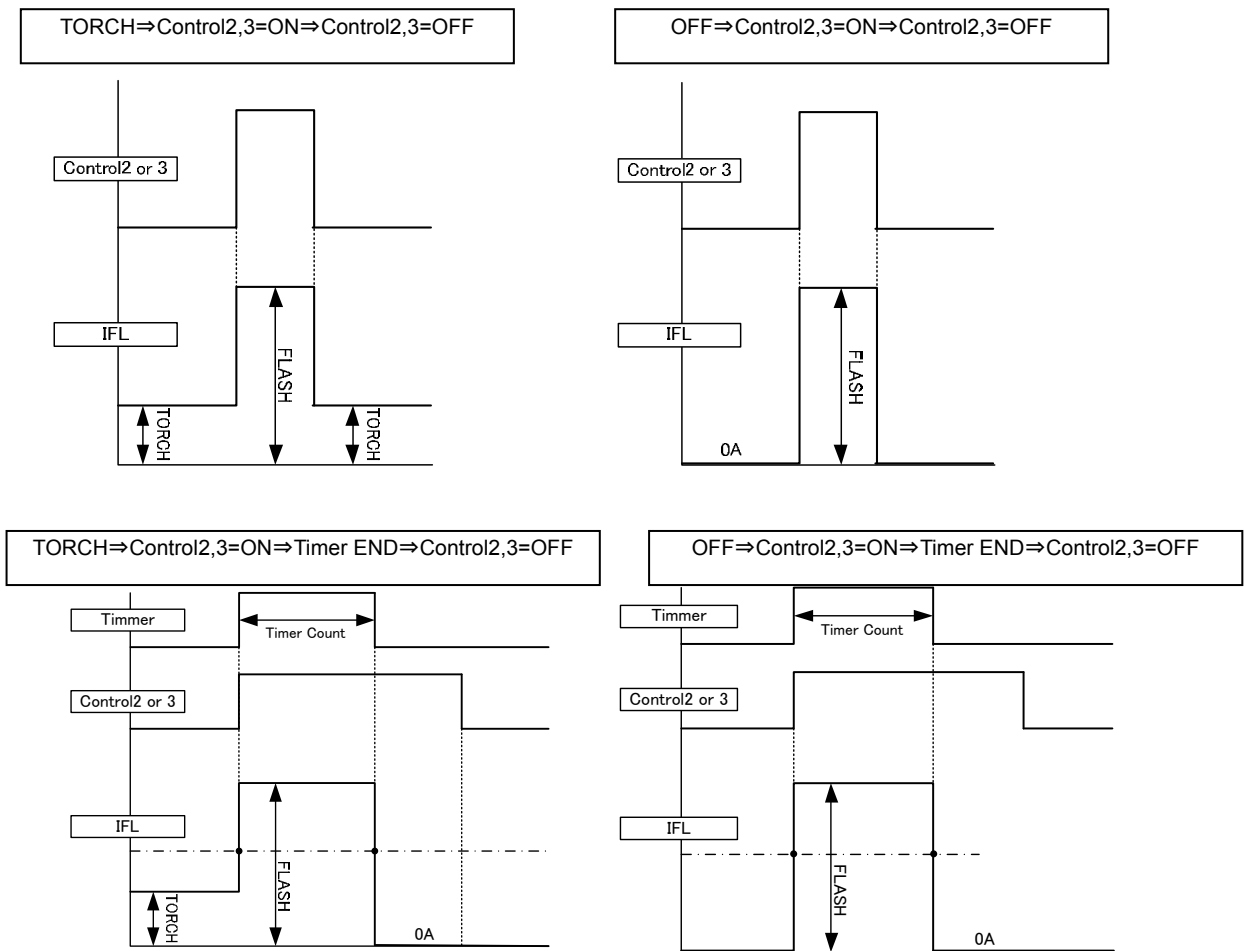 TORCH⇒Control2,3=ON⇒Control2,3=OFF
Control2 or 3
IFL
FLASH
TORCH
TORCH
OFF⇒Control2,3=ON⇒Control2,3=OFF
Control2 or 3
IFL
FLASH
0A
TORCH⇒Control2,3=ON⇒Timer END⇒Control2,3=OFF
Timmer
Timer Count
Control2 or 3
IFL
FLASH
TORCH
0A
OFF⇒Control2,3=ON⇒Timer END⇒Control2,3=OFF
Timmer
Timer Count
Control2 or 3
IFL
FLASH
0A